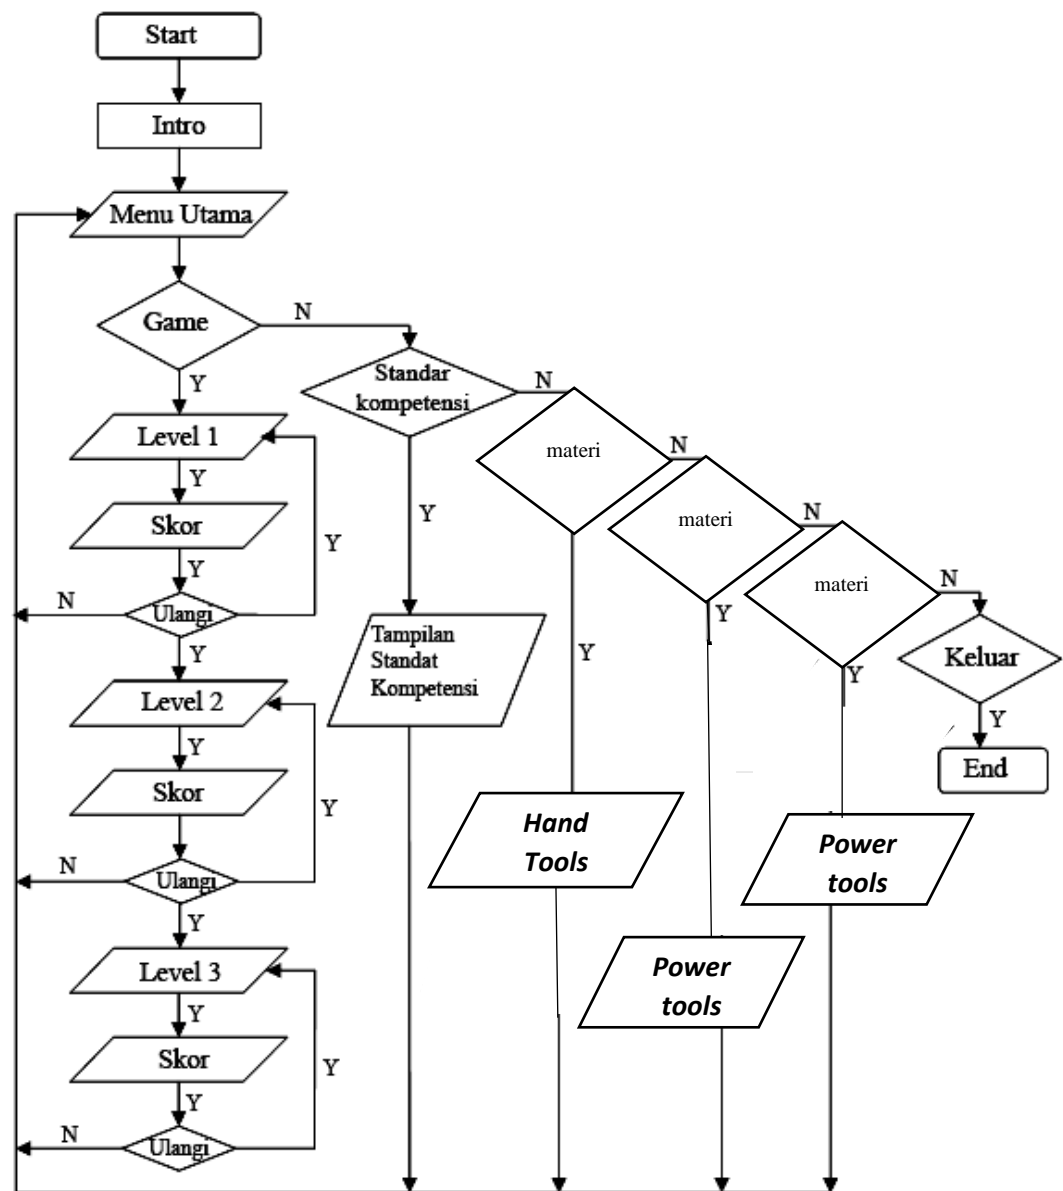 Start
Intro
Menu Utama
Game
N
Y
Standar
kompetensi
N
Y
materi
N
Y
materi
N
Y
materi
N
Y
Keluar
Y
End
Level 1
Y
Skor
Y
Y
Ulangi
N
Y
Tampilan
Standat
Kompetensi
Level 2
Y
Skor
Y
Ulangi
N
Y
Hand
Tools
Power
tools
Power
tools
Level 3
Y
Skor
Y
Y
Ulangi
N